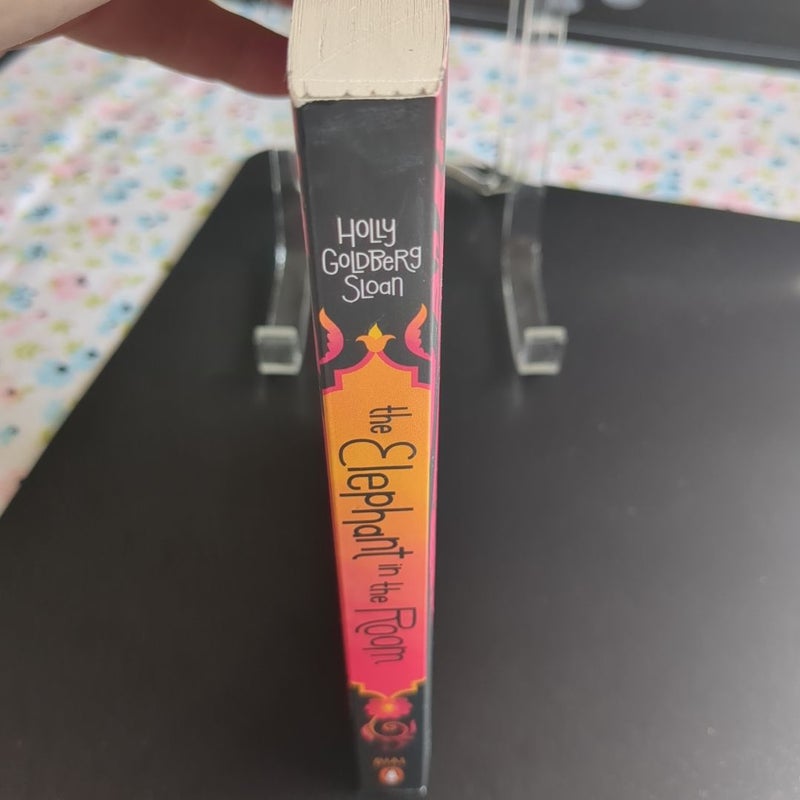 HOLLY
GOLDBERG
SLOAN
the Elephant in the Room